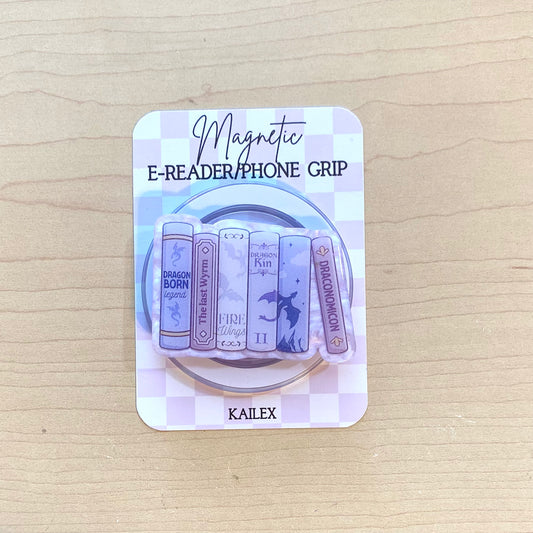 Magnetic
E-READER/PHONE GRIP
DRAGON
BORN
legend
The last Wyrm
FIRE
Wings
DRAGON
Kin
II
DRACONOMICON
KAILEX